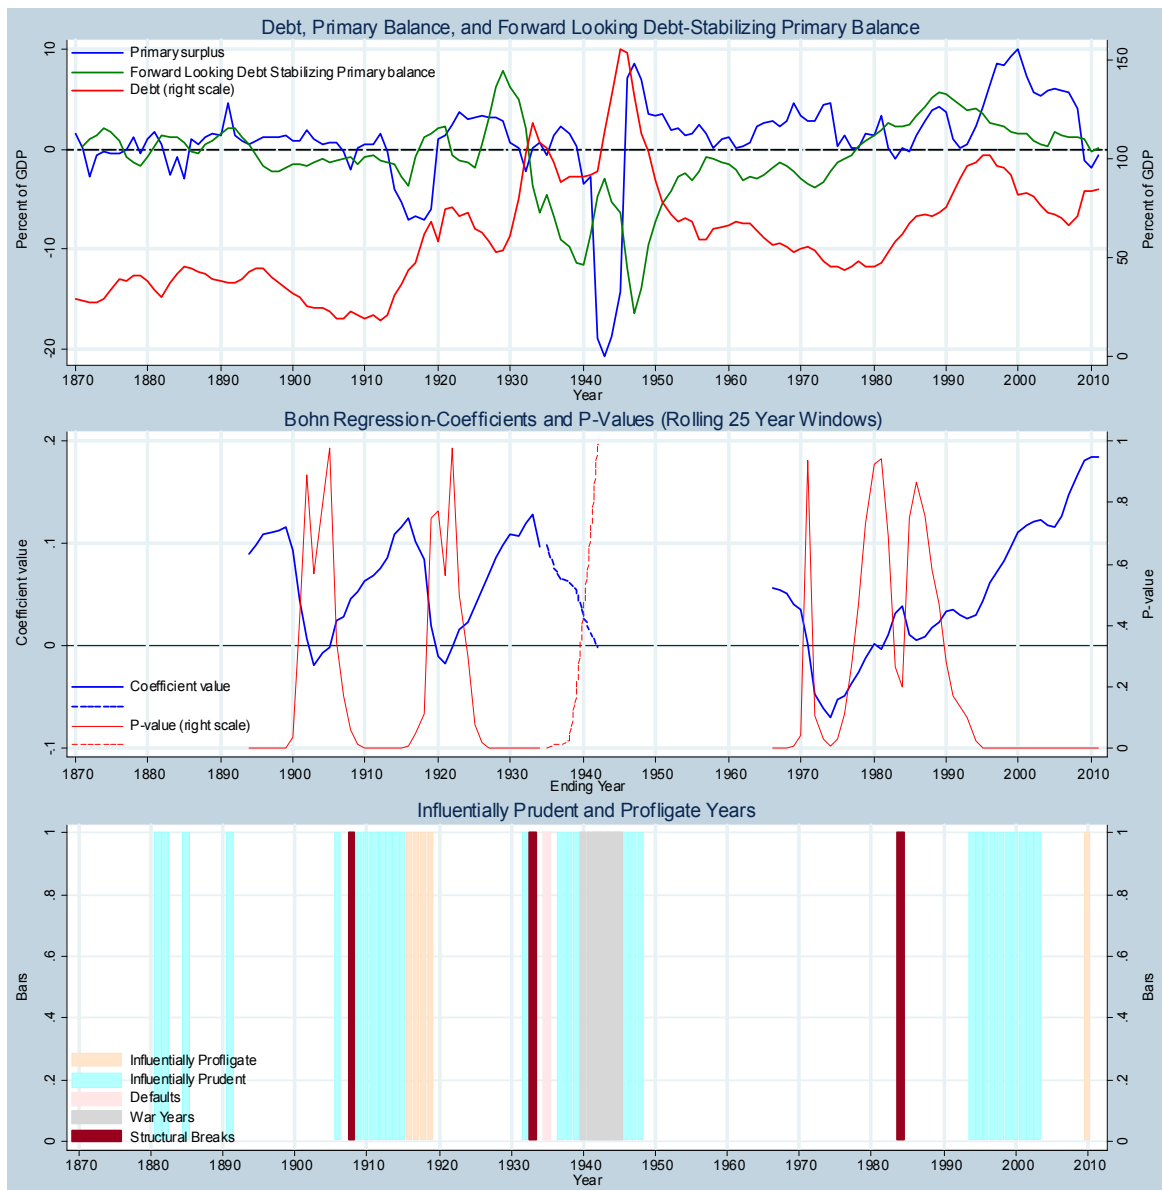 Debt, Primary Balance, and Forward Looking Debt-Stabilizing Primary Balance
Primary surplus
Forward Looking Debt Stabilizing Primary balance
Debt (right scale)
Percent of GDP
10
0
-10
-20
Percent of GDP
150
100
50
0
1870 1880 1890 1900 1910 1920 1930 1940 1950 1960 1970 1980 1990 2000 2010
Year
Bohn Regression-Coefficients and P-Values (Rolling 25 Year Windows)
Coefficient value
.2
.1
0
-.1
P-value
1
.8
.6
.4
.2
0
Coefficient value
P-value (right scale)
1870 1880 1890 1900 1910 1920 1930 1940 1950 1960 1970 1980 1990 2000 2010
Ending Year
Influentially Prudent and Profligate Years
Bars
1
.8
.6
.4
.2
0
Bars
1
.8
.6
.4
.2
0
Influentially Profligate
Influentially Prudent
Defaults
War Years
Structural Breaks
1870 1880 1890 1900 1910 1920 1930 1940 1950 1960 1970 1980 1990 2000 2010
Year